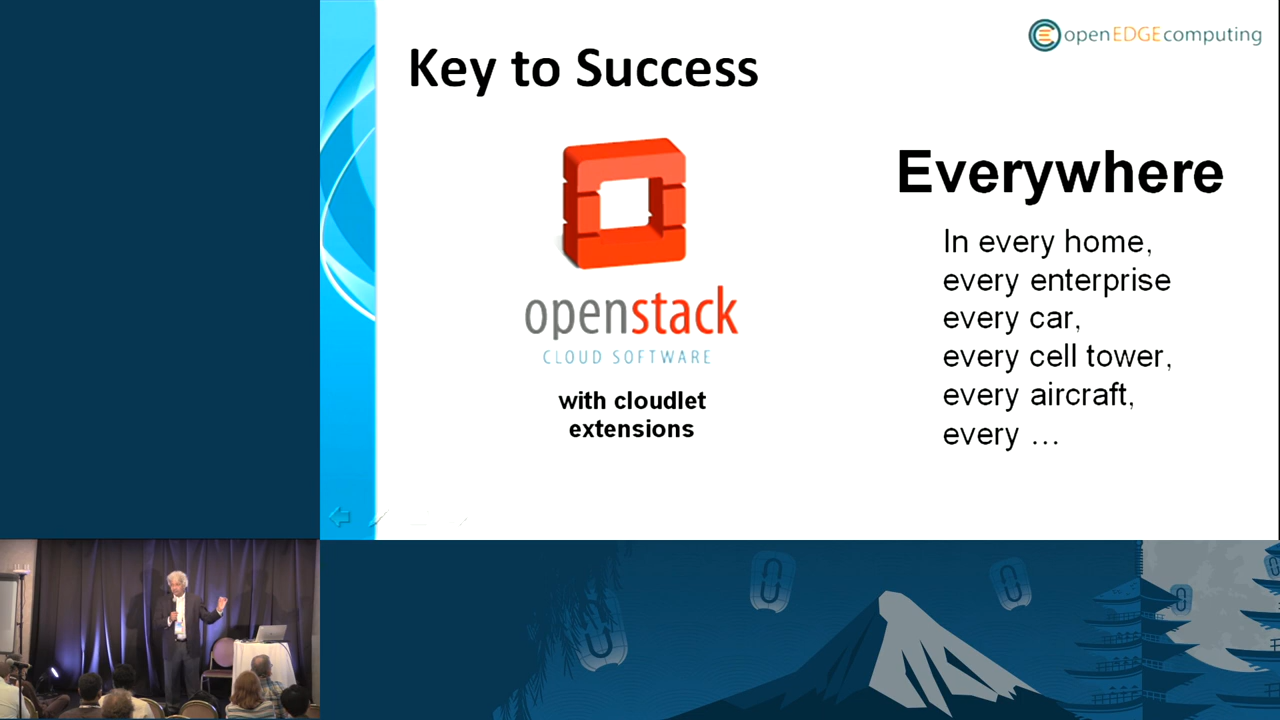 Key to Success
openEDGEcomputing
openstack
CLOUD SOFTWARE
with cloudlet
extensions
Everywhere
In every home,
every enterprise
every car,
every cell tower,
every aircraft,
every …